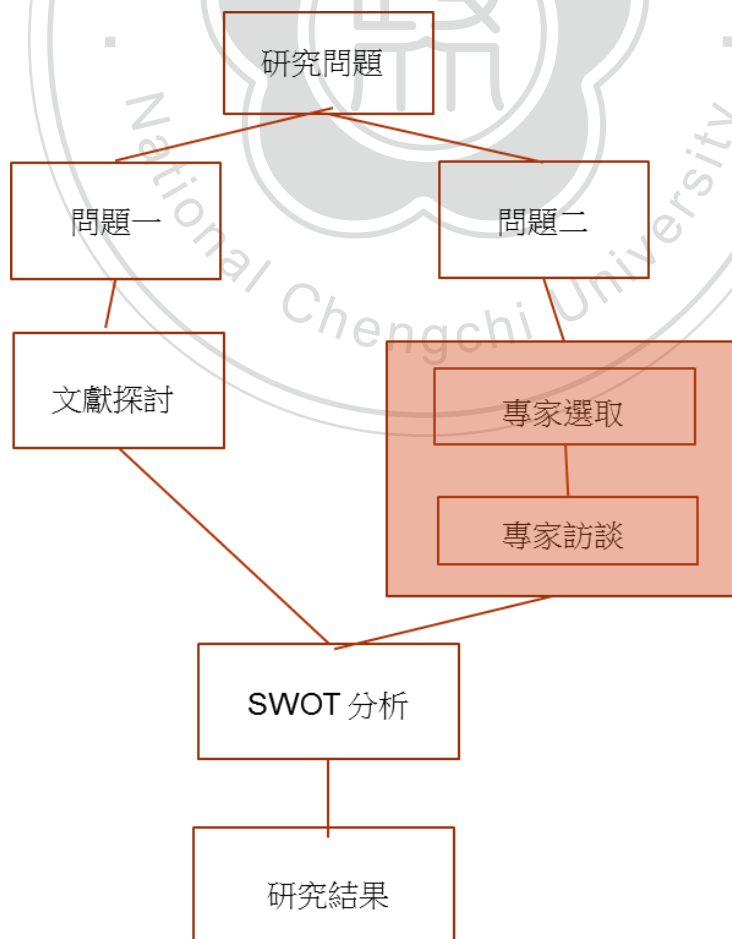 研究問題
問題一
問題二
文獻探討
專家選取
專家訪談
SWOT 分析
研究結果
National Chengchi University